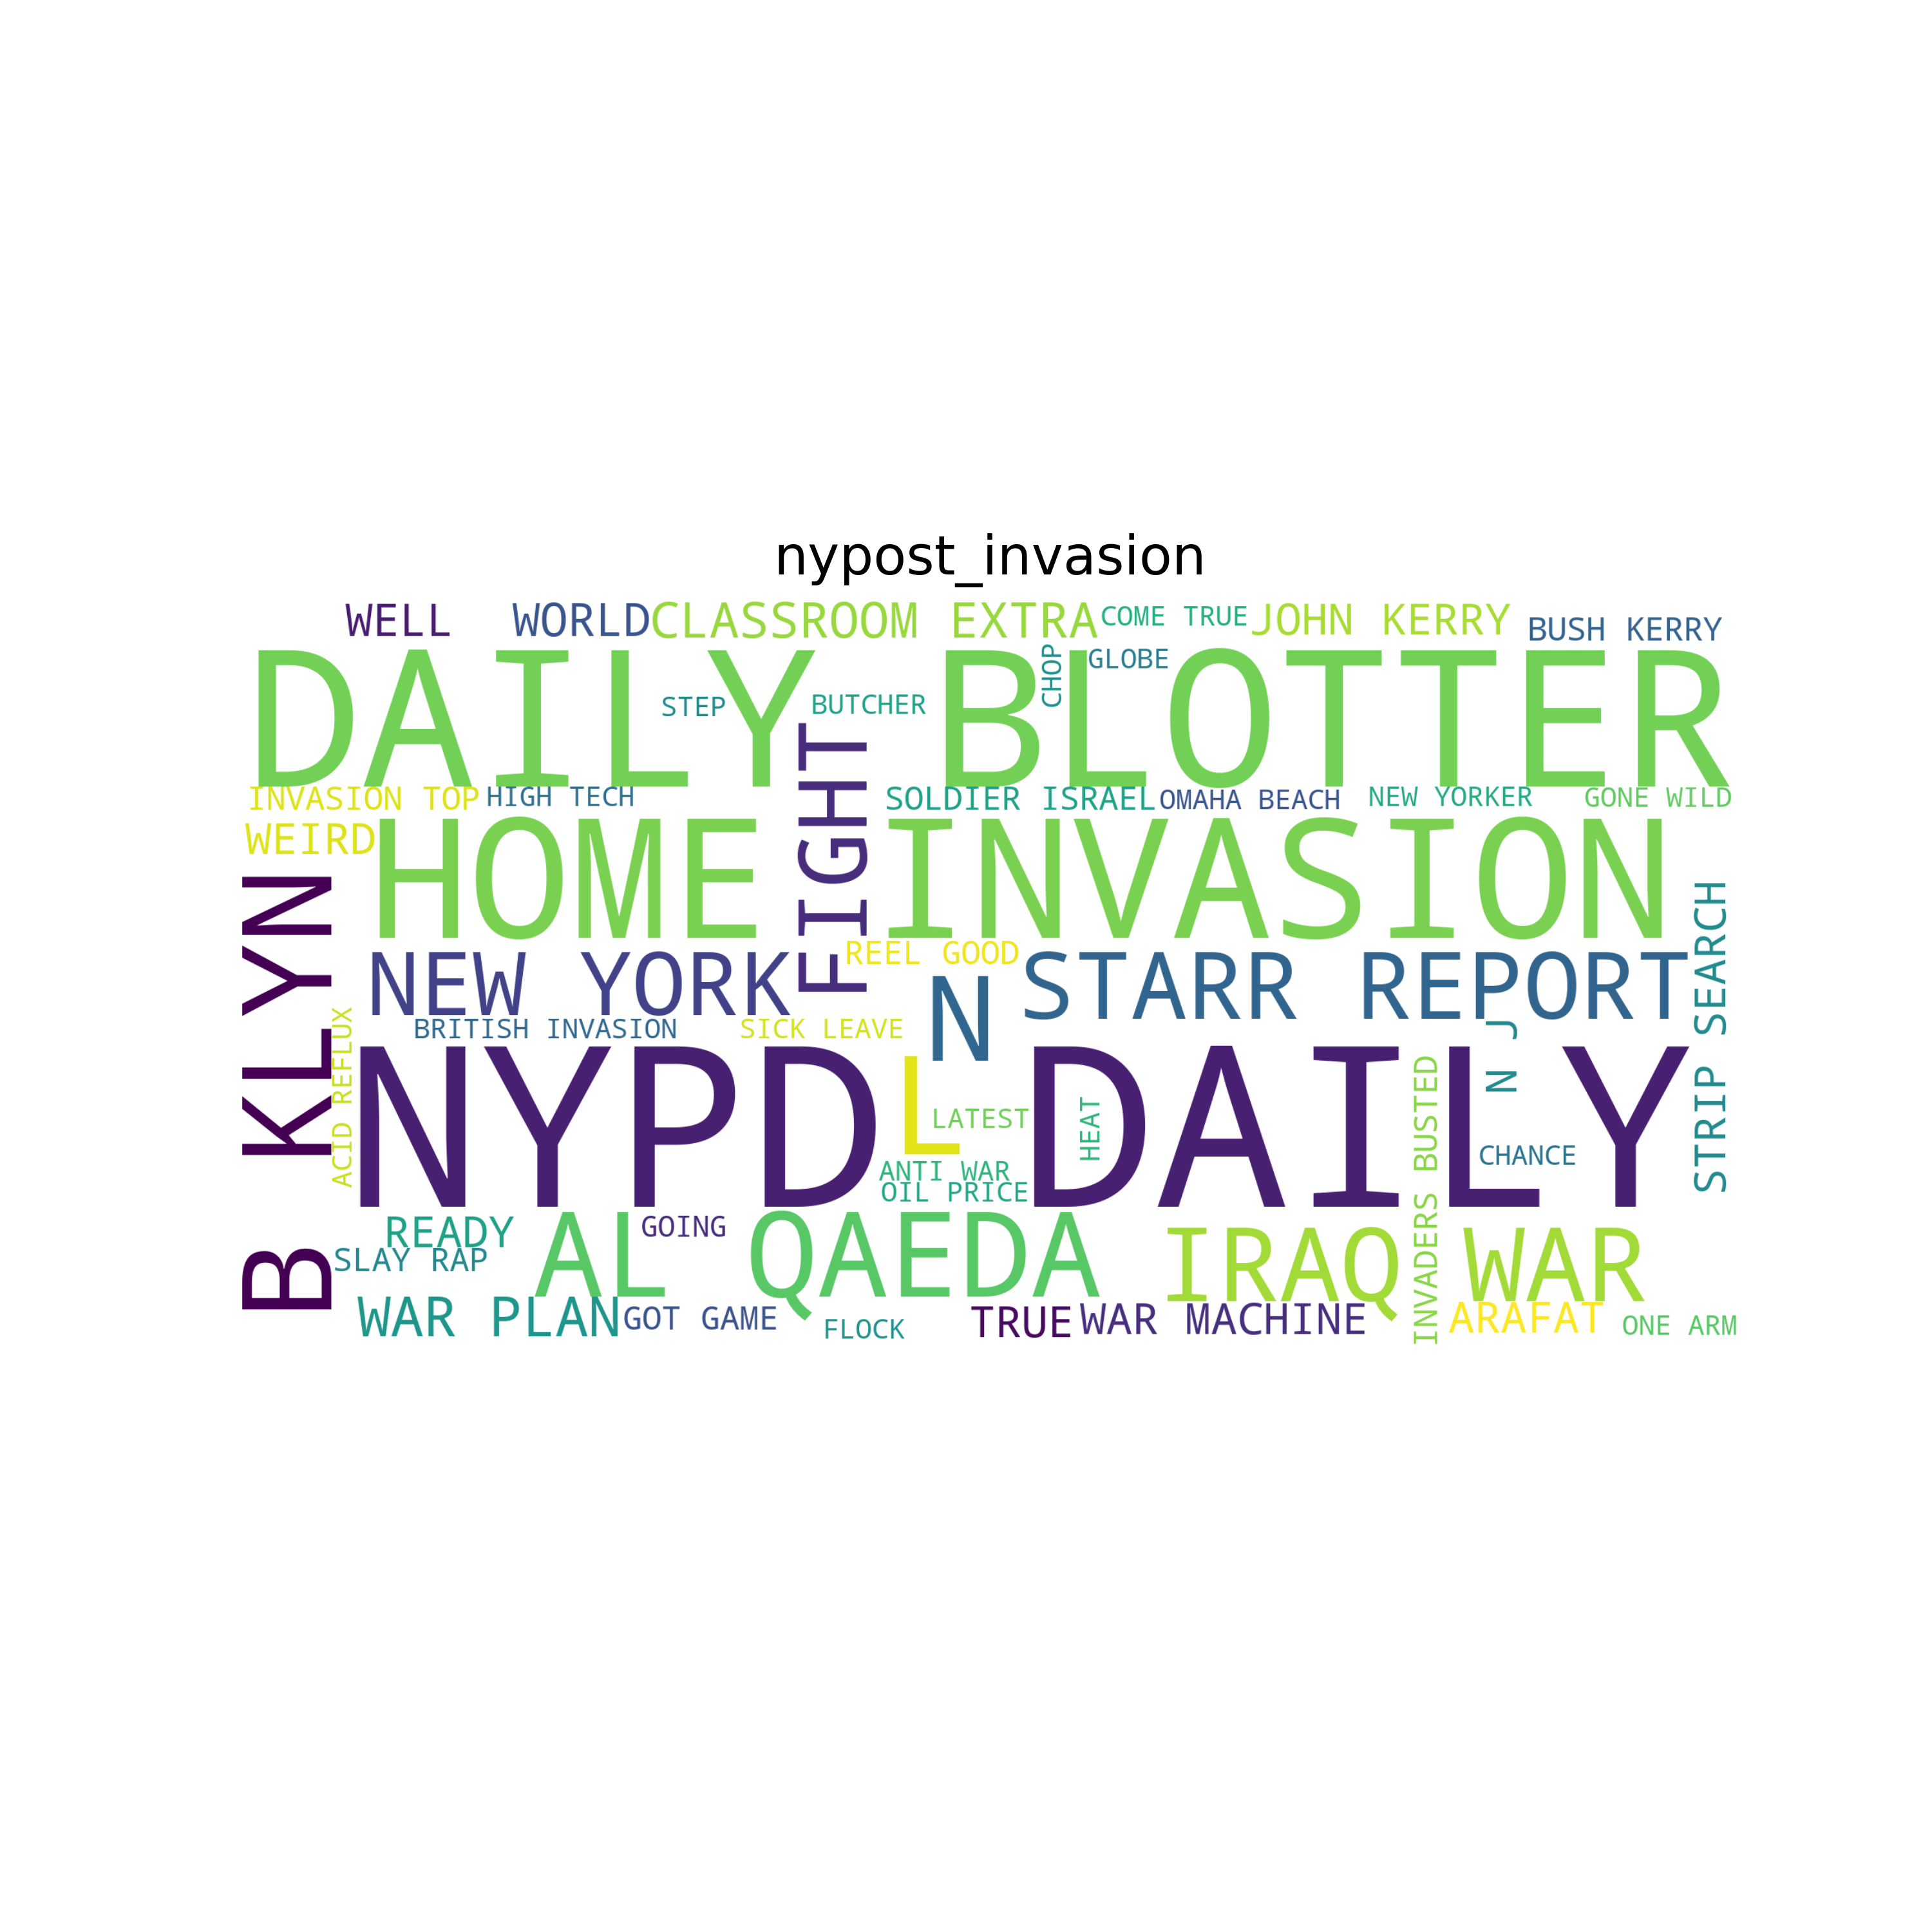 nypost_invasion
WELL
WORLD
CLASSROOM EXTRA
COME TRUE
JOHN KERRY
BUSH KERRY
DAILY BLOTTER
CHOP
GLOBE
STEP
BUTCHER
FIGHT
INVASION TOP
HIGH TECH
SOLDIER ISRAEL
OMAHA BEACH
NEW YORKER
GONE WILD
WEIRD
HOME INVASION
B KLYN
STRIP SEARCH
NEW YORK
REEL GOOD
STARR REPORT
N
BRITISH INVASION
SICK LEAVE
ACID REFLUX
N J
NYPD DAILY
L
LATEST
HEAT
INVADERS BUSTED
CHANCE
ANTI WAR
OIL PRICE
READY
AL QAEDA
GOING
IRAQ WAR
SLAY RAP
WAR PLAN
GOT GAME
FLOCK
TRUE
WAR MACHINE
ARAFAT
ONE ARM